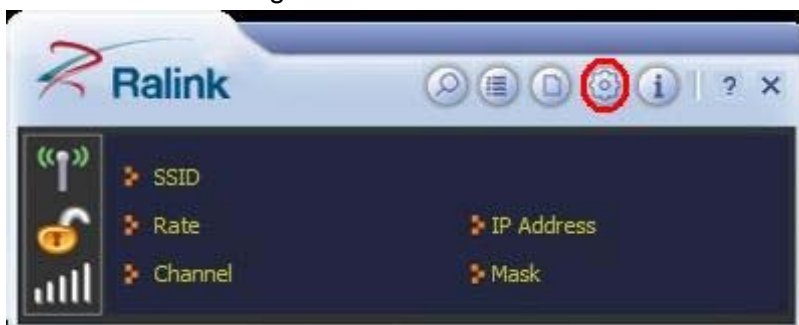 Ralink
i ? ×
SSID
Rate IP Address
Channel Mask